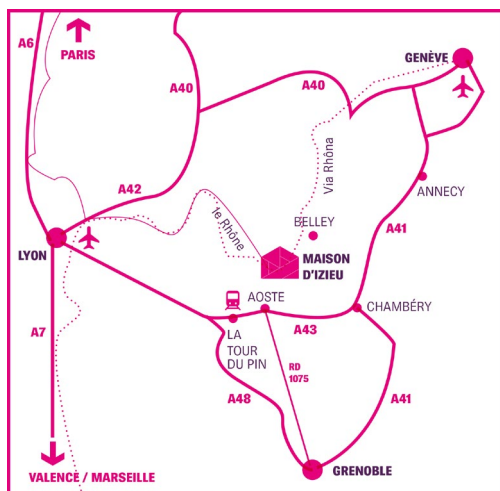 A6
PARIS
GENÈVE
A40
A40
Via Rhôna
A42
1e Rhône
ANNECY
BELLEY
A41
LYON
MAISON
D'IZIEU
AOSTE
CHAMBÉRY
A7
LA
TOUR
DU PIN
A43
RD
1075
A48
A41
GRENOBLE
VALENCE / MARSEILLE